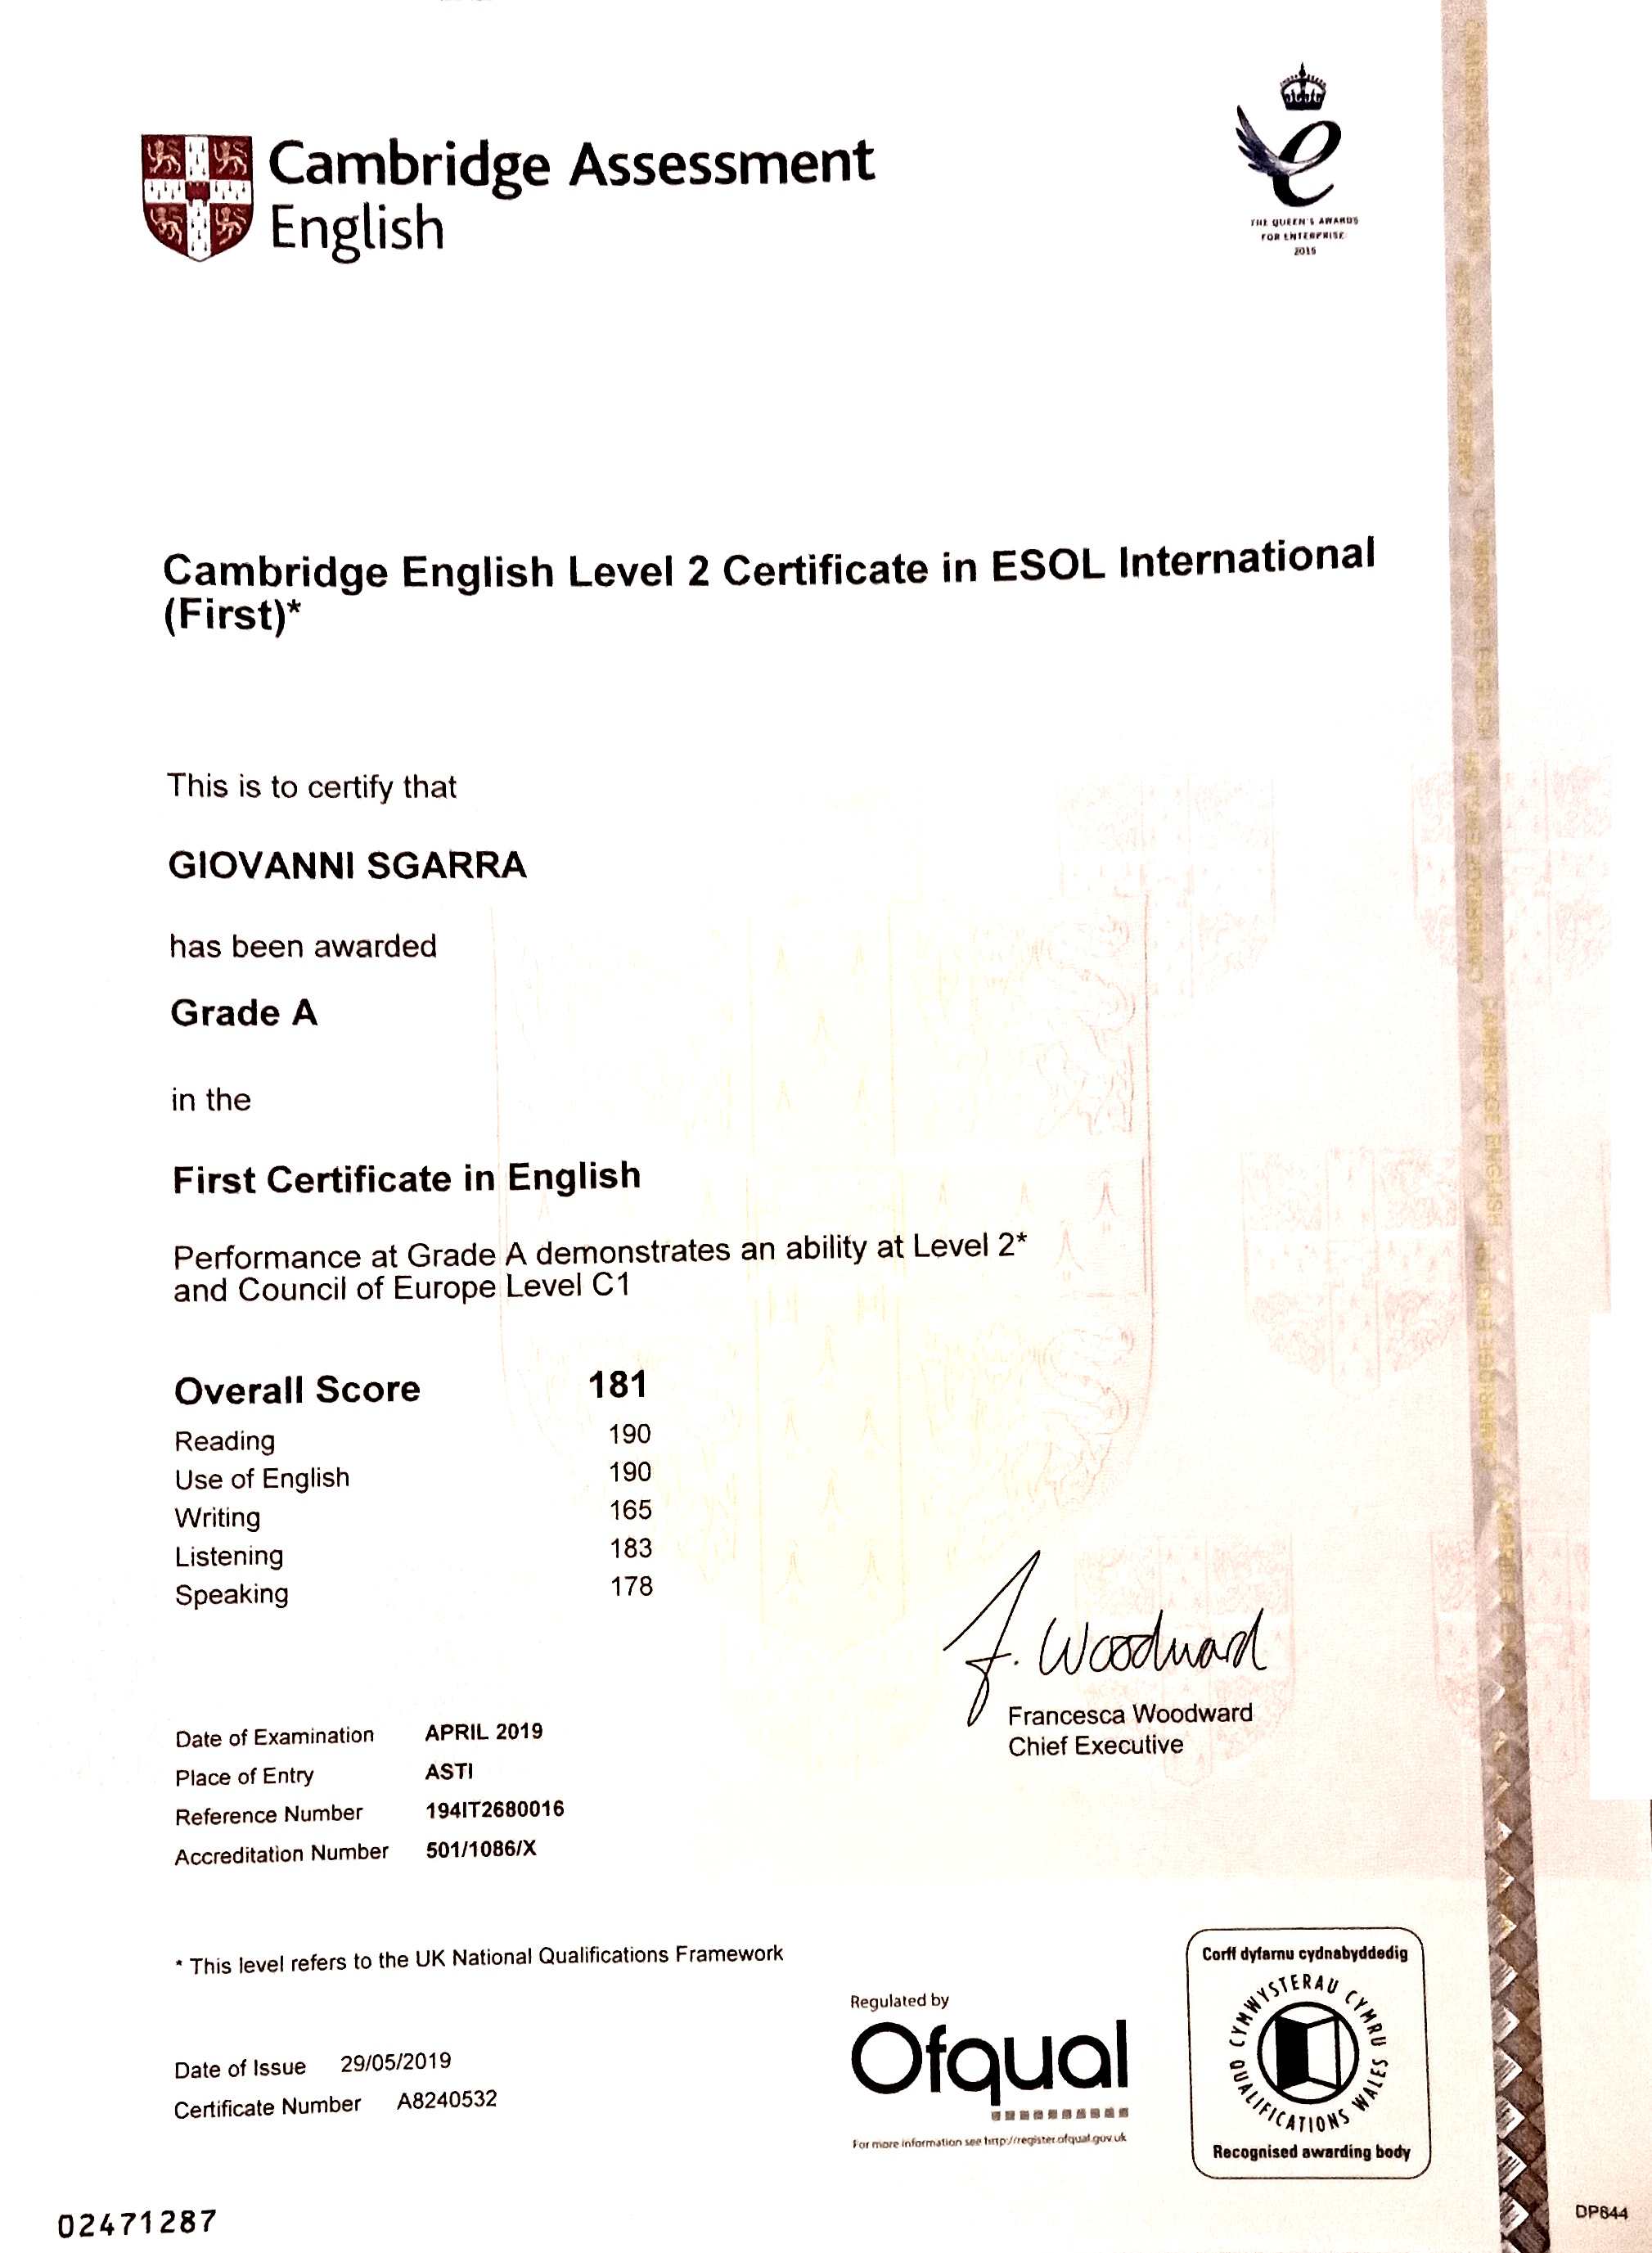 Cambridge Assessment
English
THE QUEEN'S AWARDS
FOR ENTERPRISE
2015
Cambridge English Level 2 Certificate in ESOL International
(First)*
This is to certify that
GIOVANNI SGARRA
has been awarded
Grade A
in the
First Certificate in English
Performance at Grade A demonstrates an ability at Level 2*
and Council of Europe Level C1
Overall Score 181
Reading 190
Use of English 190
Writing 165
Listening 183
Speaking 178
F. Woodward
Francesca Woodward
Chief Executive
Date of Examination APRIL 2019
Place of Entry ASTI
Reference Number 194IT2680016
Accreditation Number 501/1086/X
* This level refers to the UK National Qualifications Framework
Date of Issue 29/05/2019
Certificate Number A8240532
Regulated by
Ofqual
For more information see http://register.ofqual.gov.uk
Corff dyfarnu cydnabyddedig
CYMWYSTERAU CYMRU
QUALIFICATIONS WALES
Recognised awarding body
02471287
DP844